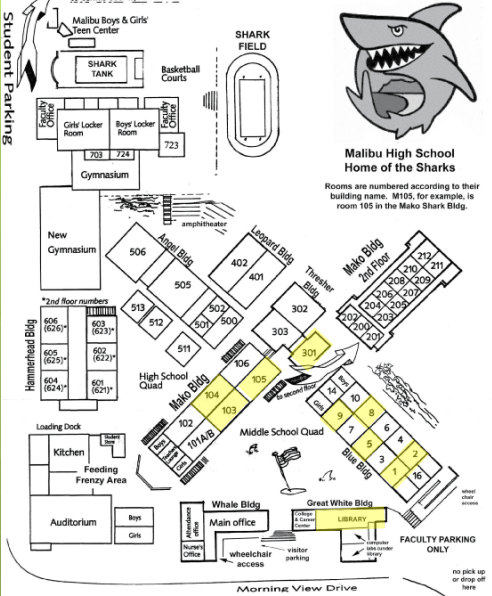 Student Parking
Malibu Boys & Girls'
Teen Center
SHARK
TANK
Basketball
Courts
SHARK
FIELD
Malibu High School
Home of the Sharks
Rooms are numbered according to their
building name. M105, for example, is
room 105 in the Mako Shark Bldg.
Faculty
Office
Girls' Locker
Room
Boys' Locker
Room
Faculty
Office
723
703
724
Gymnasium
New
Gymnasium
amphitheater
Angel Bldg
506
505
513
512
511
502
501
500
Leopard Bldg
402
401
Thresher
Bldg
302
303
301
Mako Bldg
2nd Floor
212
211
210
209
208
207
206
205
204
203
202
200
201
to second floor
*2nd floor numbers
Hammerhead Bldg
606
(626)*
603
(623)*
605
(625)*
602
(622)*
604
(624)*
601
(621)*
High School
Quad
Mako Bldg
106
105
104
103
102
101A/B
Boys
Teacher
Lounge
Girls
Middle School Quad
Blue Bldg
Boys
14
10
Girls
9
8
7
6
5
4
3
2
1
16
Loading Dock
Kitchen
Student
Store
Feeding
Frenzy Area
Auditorium
Boys
Girls
Whale Bldg
Attendance
office
Main office
Nurse's
Office
wheelchair
access
visitor
parking
Great White Bldg
College
& Career
Center
LIBRARY
computer
labs (under
library)
wheel
chair
access
FACULTY PARKING
ONLY
no pick up
or drop off
here
Morning View Drive